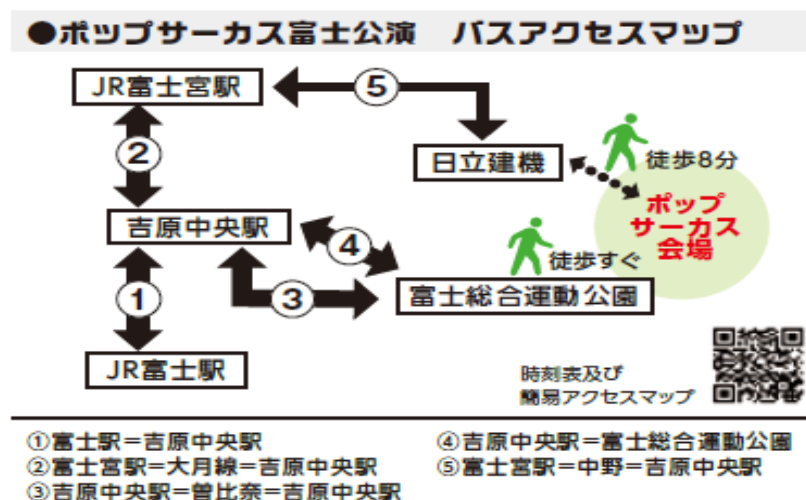 ●ポップサーカス富士公演　バスアクセスマップ
JR富士宮駅
⑤
②
日立建機
徒歩8分
ポップ
サーカス
会場
吉原中央駅
④
徒歩すぐ
①
③
富士総合運動公園
JR富士駅
時刻表及び
簡易アクセスマップ
①富士駅=吉原中央駅
②富士宮駅=大月線=吉原中央駅
③吉原中央駅=曽比奈=吉原中央駅
④吉原中央駅=富士総合運動公園
⑤富士宮駅=中野=吉原中央駅